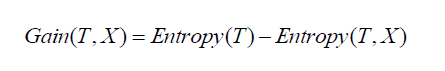 Gain(T, X) = Entropy(T) − Entropy(T, X)